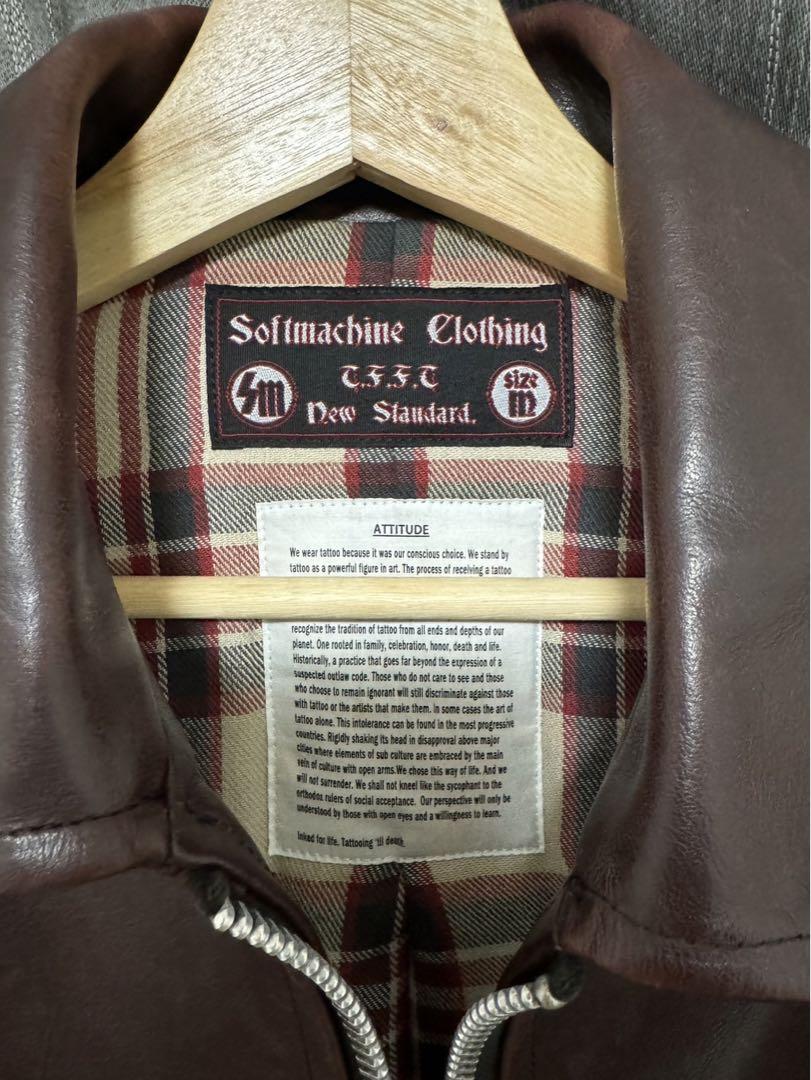 Softmachine Clothing
T.F.F.T
SM
size
m
New Standard.
ATTITUDE
We wear tattoo because it was our conscious choice. We stand by
tattoo as a powerful figure in art. The process of receiving a tattoo
recognize the tradition of tattoo from all ends and depths of our
planet. One rooted in family, celebration, honor, death and life.
Historically, a practice that goes far beyond the expression of a
suspected outlaw code. Those who do not care to see and those
who choose to remain ignorant will still discriminate against those
with tattoo or the artists that make them. In some cases the art of
tattoo alone. This intolerance can be found in the most progressive
countries. Rigidly shaking its head in disapproval above major
cities where elements of sub culture are embraced by the main
vein of culture with open arms.We chose this way of life. And we
will not surrender. We shall not kneel like the sycophant to the
orthodox rulers of social acceptance. Our perspective will only be
understood by those with open eyes and a willingness to learn.
Inked for life. Tattooing 'til death.